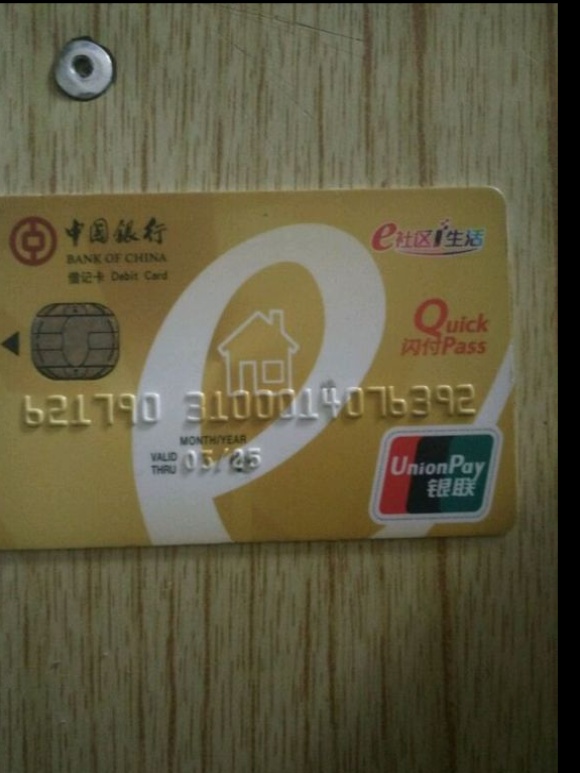 中国银行
BANK OF CHINA
借记卡 Debit Card
e社区e生活
Quick
闪付Pass
621790 3100014076392
MONTH/YEAR
VALID THRU 03/25
UnionPay
银联